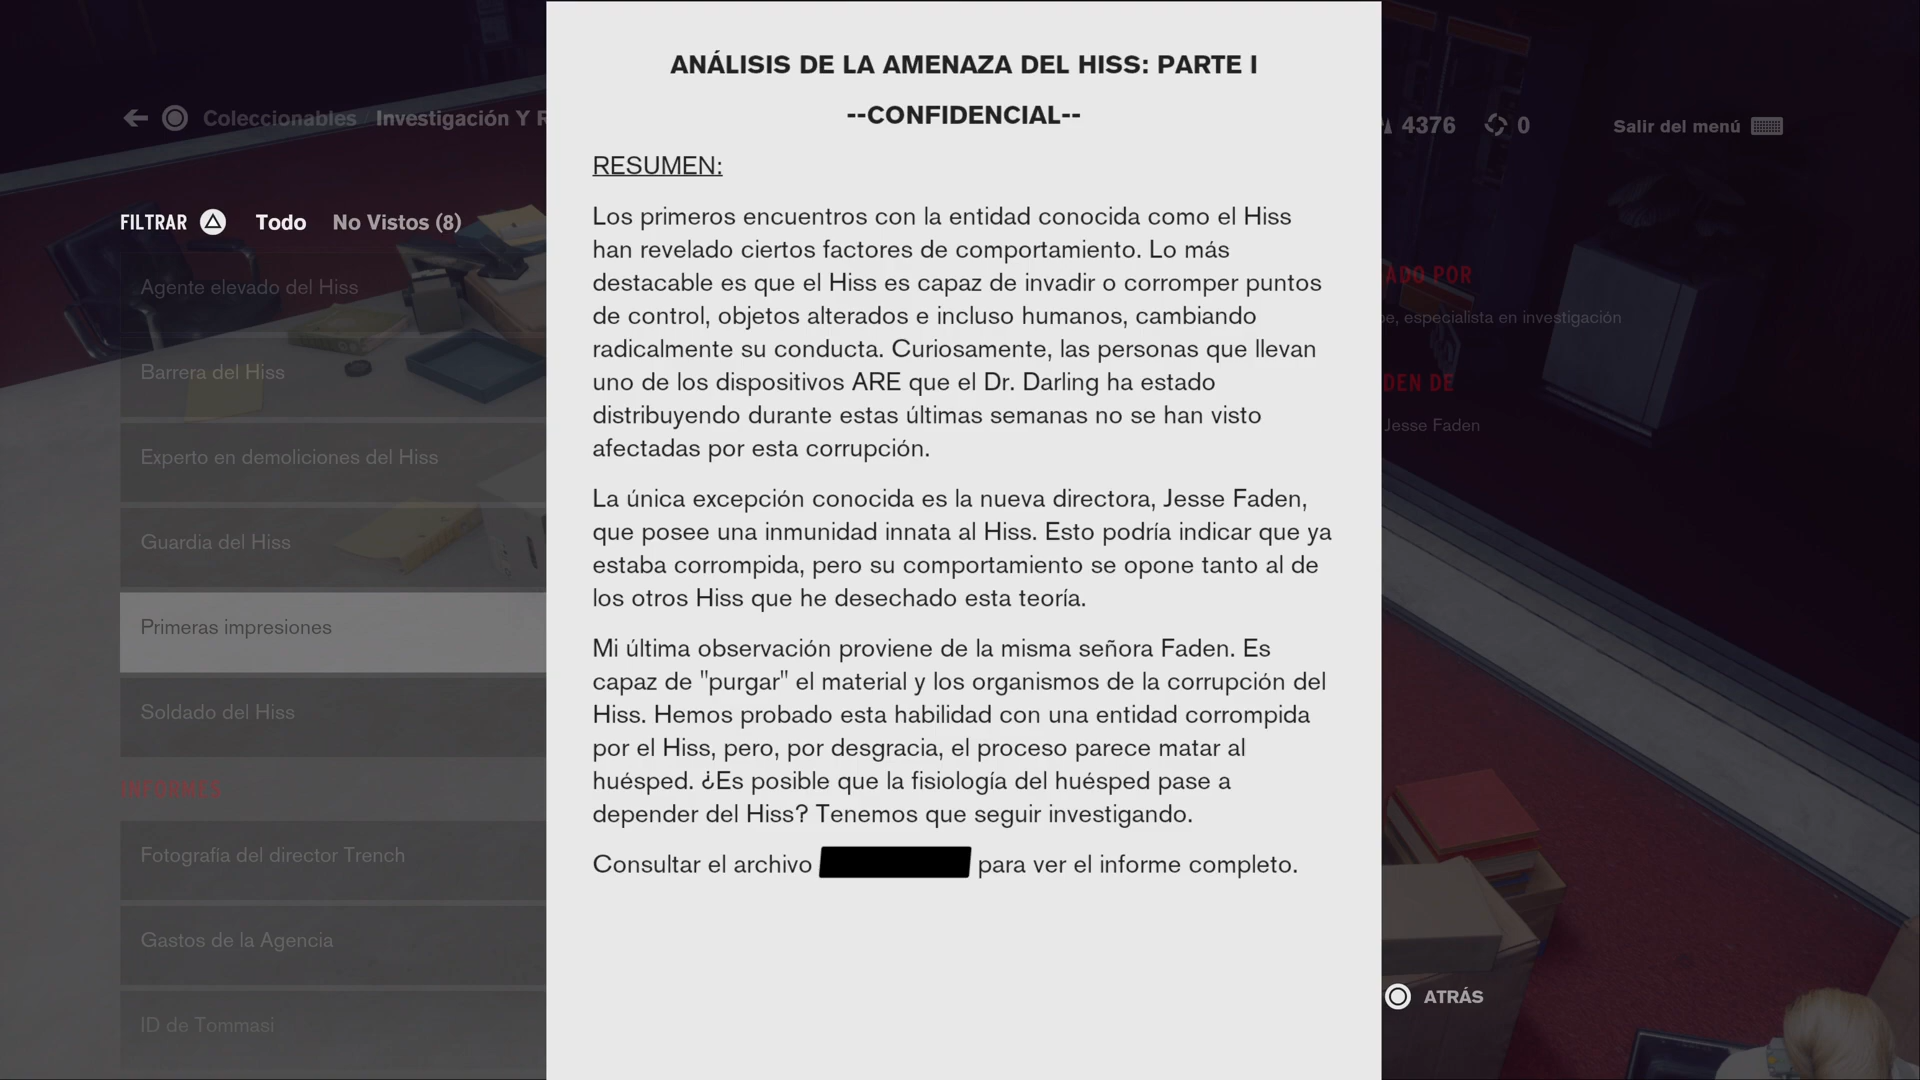 ANÁLISIS DE LA AMENAZA DEL HISS: PARTE I
--CONFIDENCIAL--
RESUMEN:
Los primeros encuentros con la entidad conocida como el Hiss
han revelado ciertos factores de comportamiento. Lo más
destacable es que el Hiss es capaz de invadir o corromper puntos
de control, objetos alterados e incluso humanos, cambiando
radicalmente su conducta. Curiosamente, las personas que llevan
uno de los dispositivos ARE que el Dr. Darling ha estado
distribuyendo durante estas últimas semanas no se han visto
afectadas por esta corrupción.
La única excepción conocida es la nueva directora, Jesse Faden,
que posee una inmunidad innata al Hiss. Esto podría indicar que ya
estaba corrompida, pero su comportamiento se opone tanto al de
los otros Hiss que he desechado esta teoría.
Mi última observación proviene de la misma señora Faden. Es
capaz de "purgar" el material y los organismos de la corrupción del
Hiss. Hemos probado esta habilidad con una entidad corrompida
por el Hiss, pero, por desgracia, el proceso parece matar al
huésped. ¿Es posible que la fisiología del huésped pase a
depender del Hiss? Tenemos que seguir investigando.
Consultar el archivo para ver el informe completo.
Coleccionables / Investigación Y R
FILTRAR Todo No Vistos (8)
Agente elevado del Hiss
Barrera del Hiss
Experto en demoliciones del Hiss
Guardia del Hiss
Primeras impresiones
Soldado del Hiss
INFORMES
Fotografía del director Trench
Gastos de la Agencia
ID de Tommasi
4376 0 Salir del menú
ADO POR
pe, especialista en investigación
DEN DE
Jesse Faden
ATRÁS